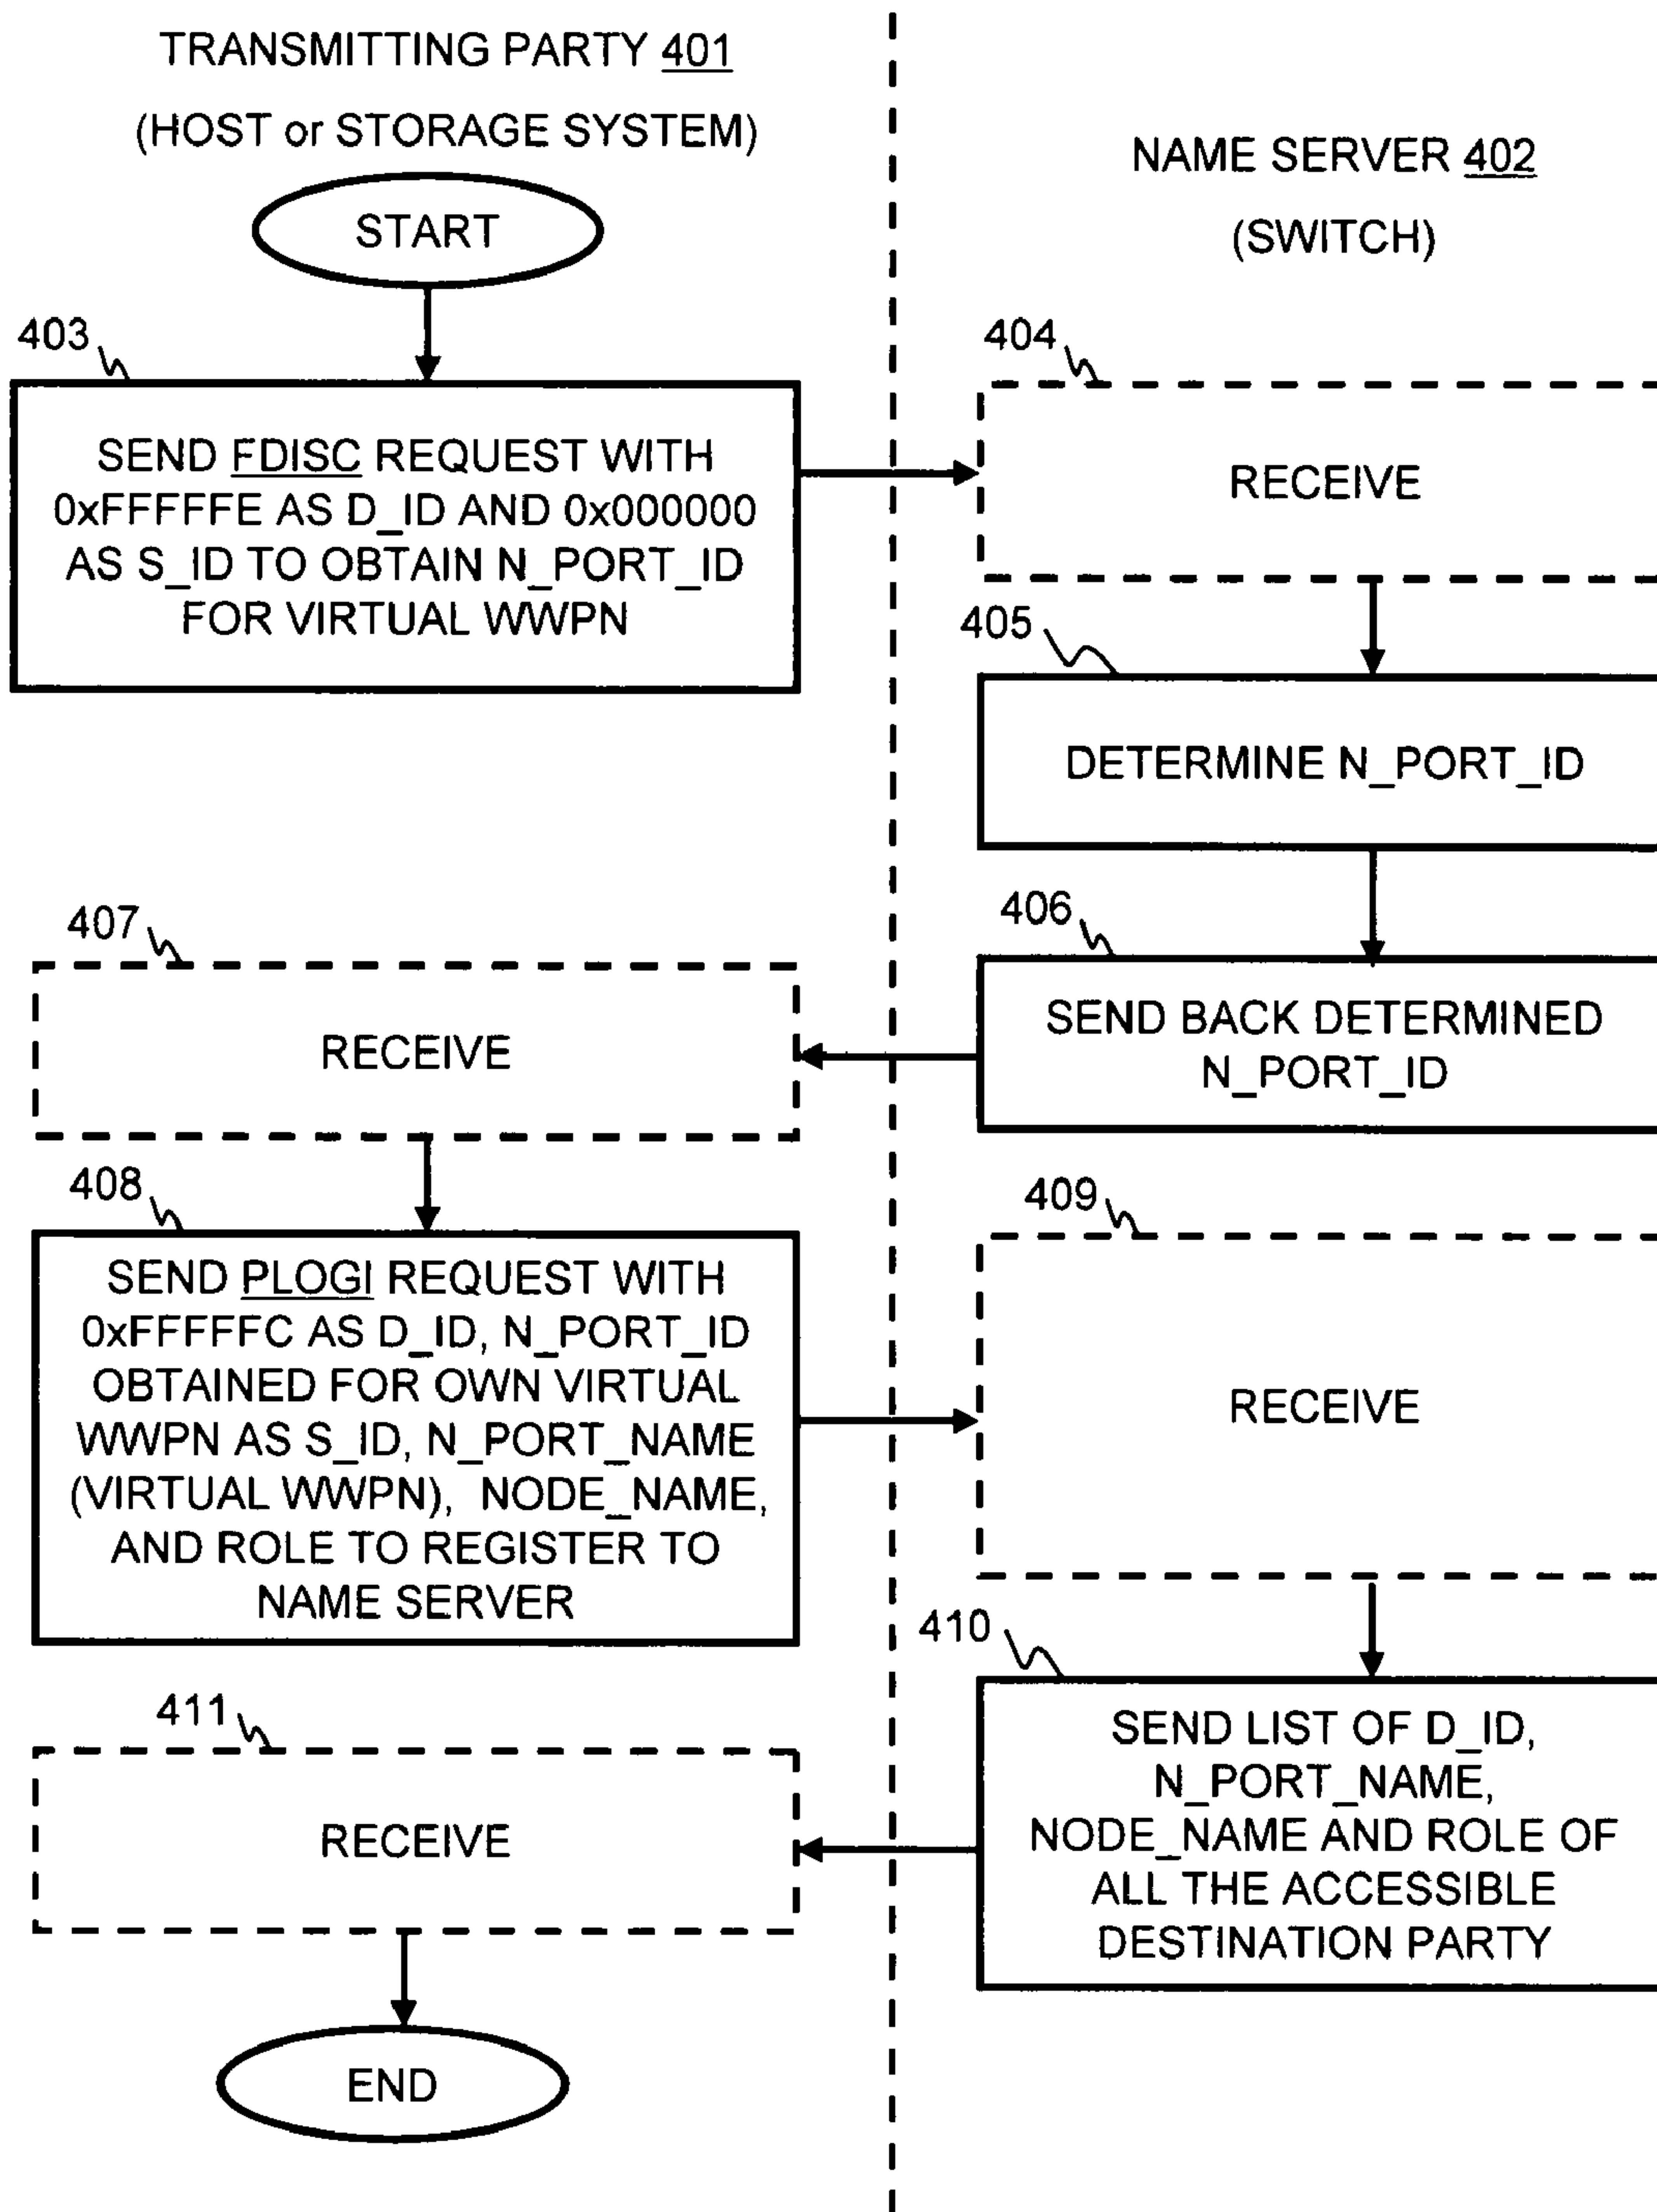 TRANSMITTING PARTY 401
(HOST or STORAGE SYSTEM)
NAME SERVER 402
(SWITCH)
START
403
SEND FDISC REQUEST WITH
0xFFFFFE AS D_ID AND 0x000000
AS S_ID TO OBTAIN N_PORT_ID
FOR VIRTUAL WWPN
404
RECEIVE
405
DETERMINE N_PORT_ID
406
SEND BACK DETERMINED
N_PORT_ID
407
RECEIVE
408
SEND PLOGI REQUEST WITH
0xFFFFFC AS D_ID, N_PORT_ID
OBTAINED FOR OWN VIRTUAL
WWPN AS S_ID, N_PORT_NAME
(VIRTUAL WWPN), NODE_NAME,
AND ROLE TO REGISTER TO
NAME SERVER
409
RECEIVE
410
SEND LIST OF D_ID,
N_PORT_NAME,
NODE_NAME AND ROLE OF
ALL THE ACCESSIBLE
DESTINATION PARTY
411
RECEIVE
END